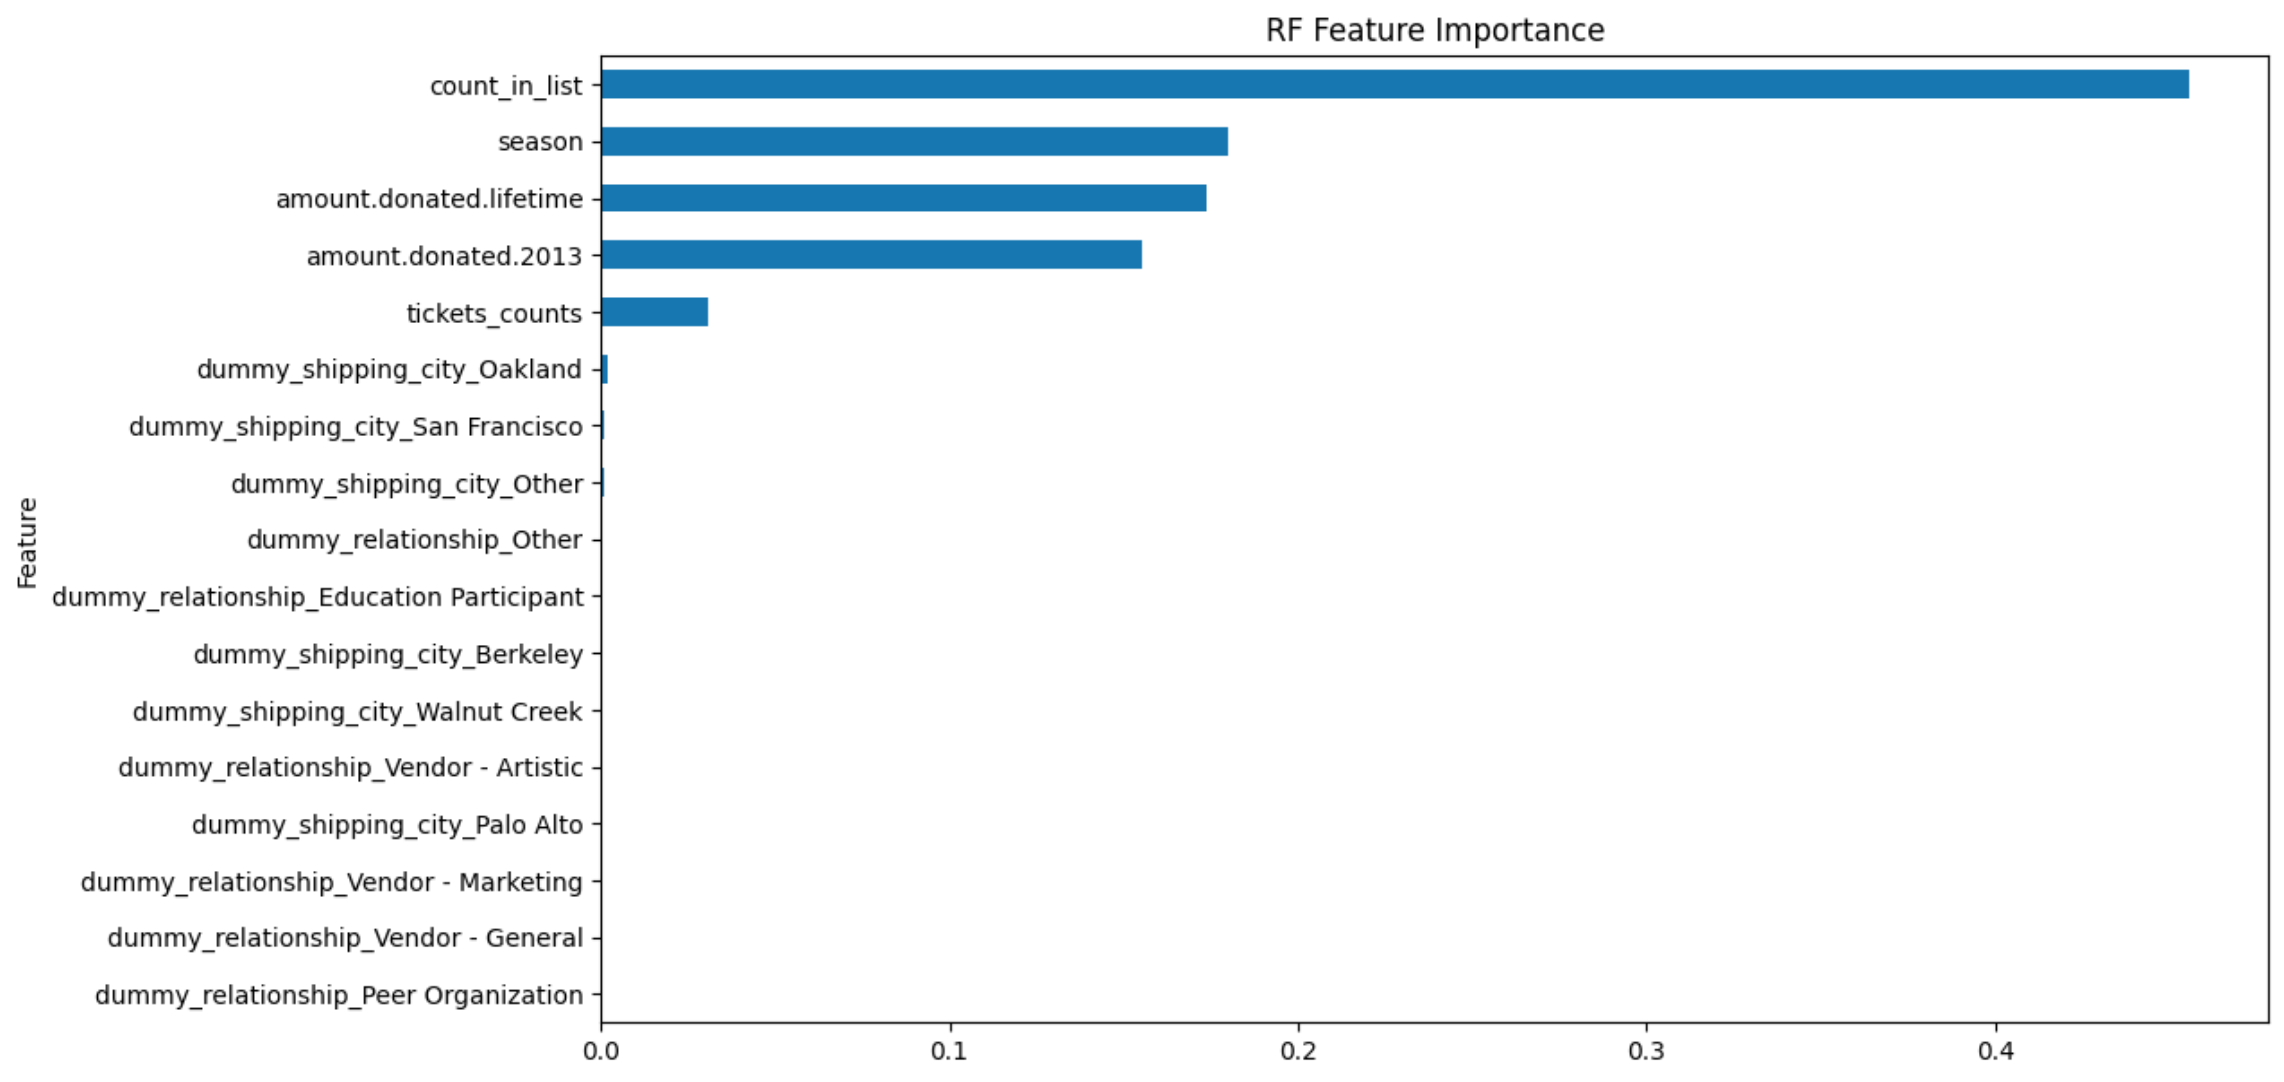 RF Feature Importance
count_in_list
season
amount.donated.lifetime
amount.donated.2013
tickets_counts
dummy_shipping_city_Oakland
dummy_shipping_city_San Francisco
dummy_shipping_city_Other
dummy_relationship_Other
dummy_relationship_Education Participant
dummy_shipping_city_Berkeley
dummy_shipping_city_Walnut Creek
dummy_relationship_Vendor - Artistic
dummy_shipping_city_Palo Alto
dummy_relationship_Vendor - Marketing
dummy_relationship_Vendor - General
dummy_relationship_Peer Organization
Feature
0.0 0.1 0.2 0.3 0.4